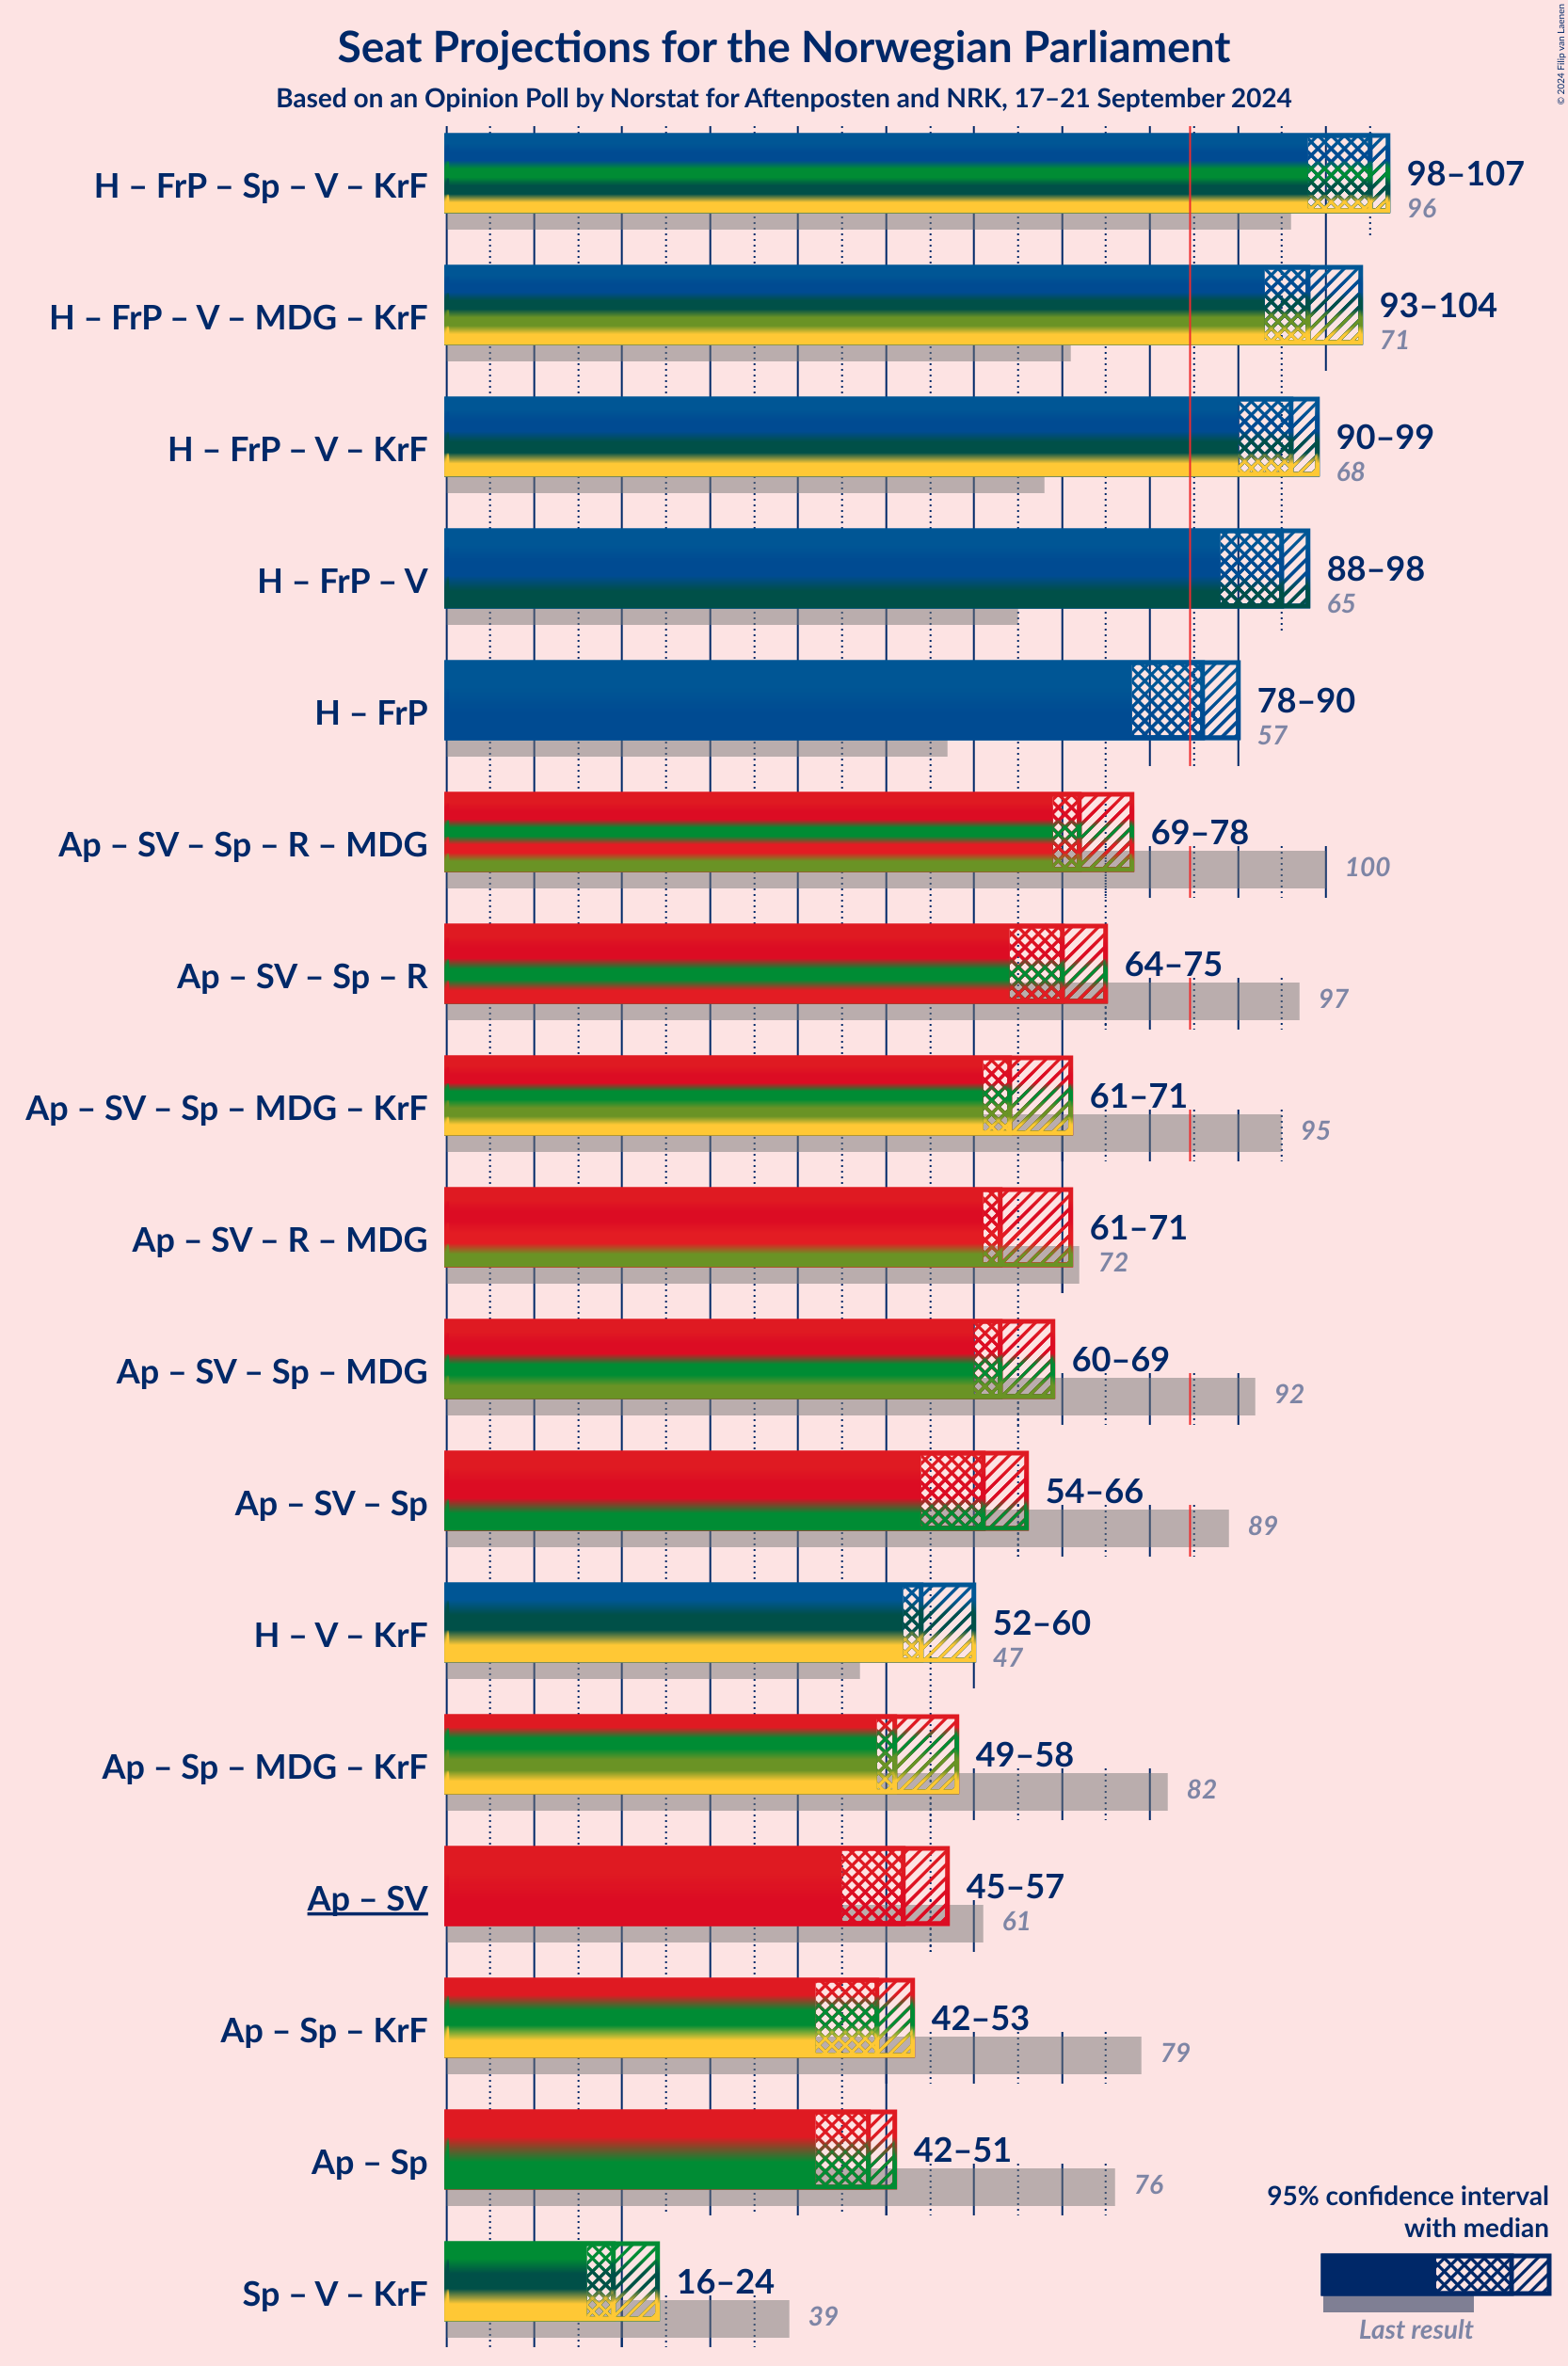 Seat Projections for the Norwegian Parliament
Based on an Opinion Poll by Norstat for Aftenposten and NRK, 17–21 September 2024
© 2024 Filip van Laenen
H – FrP – Sp – V – KrF
98–107
96
H – FrP – V – MDG – KrF
93–104
71
H – FrP – V – KrF
90–99
68
H – FrP – V
88–98
65
H – FrP
78–90
57
Ap – SV – Sp – R – MDG
69–78
100
Ap – SV – Sp – R
64–75
97
Ap – SV – Sp – MDG – KrF
61–71
95
Ap – SV – R – MDG
61–71
72
Ap – SV – Sp – MDG
60–69
92
Ap – SV – Sp
54–66
89
H – V – KrF
52–60
47
Ap – Sp – MDG – KrF
49–58
82
Ap – SV
45–57
61
Ap – Sp – KrF
42–53
79
Ap – Sp
42–51
76
Sp – V – KrF
16–24
39
95% confidence interval
with median
Last result